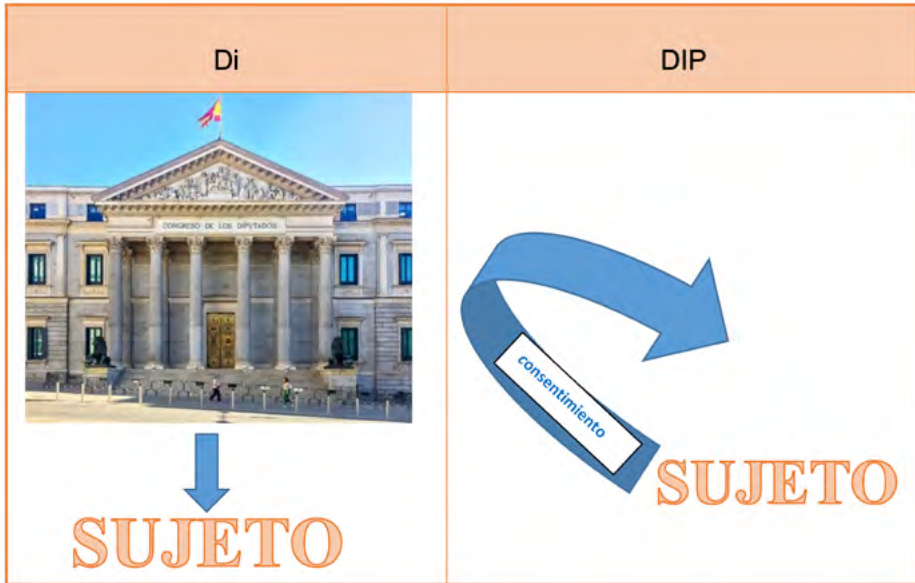 Di
DIP
CONGRESO DE LOS DIPUTADOS
consentimiento
SUJETO
SUJETO